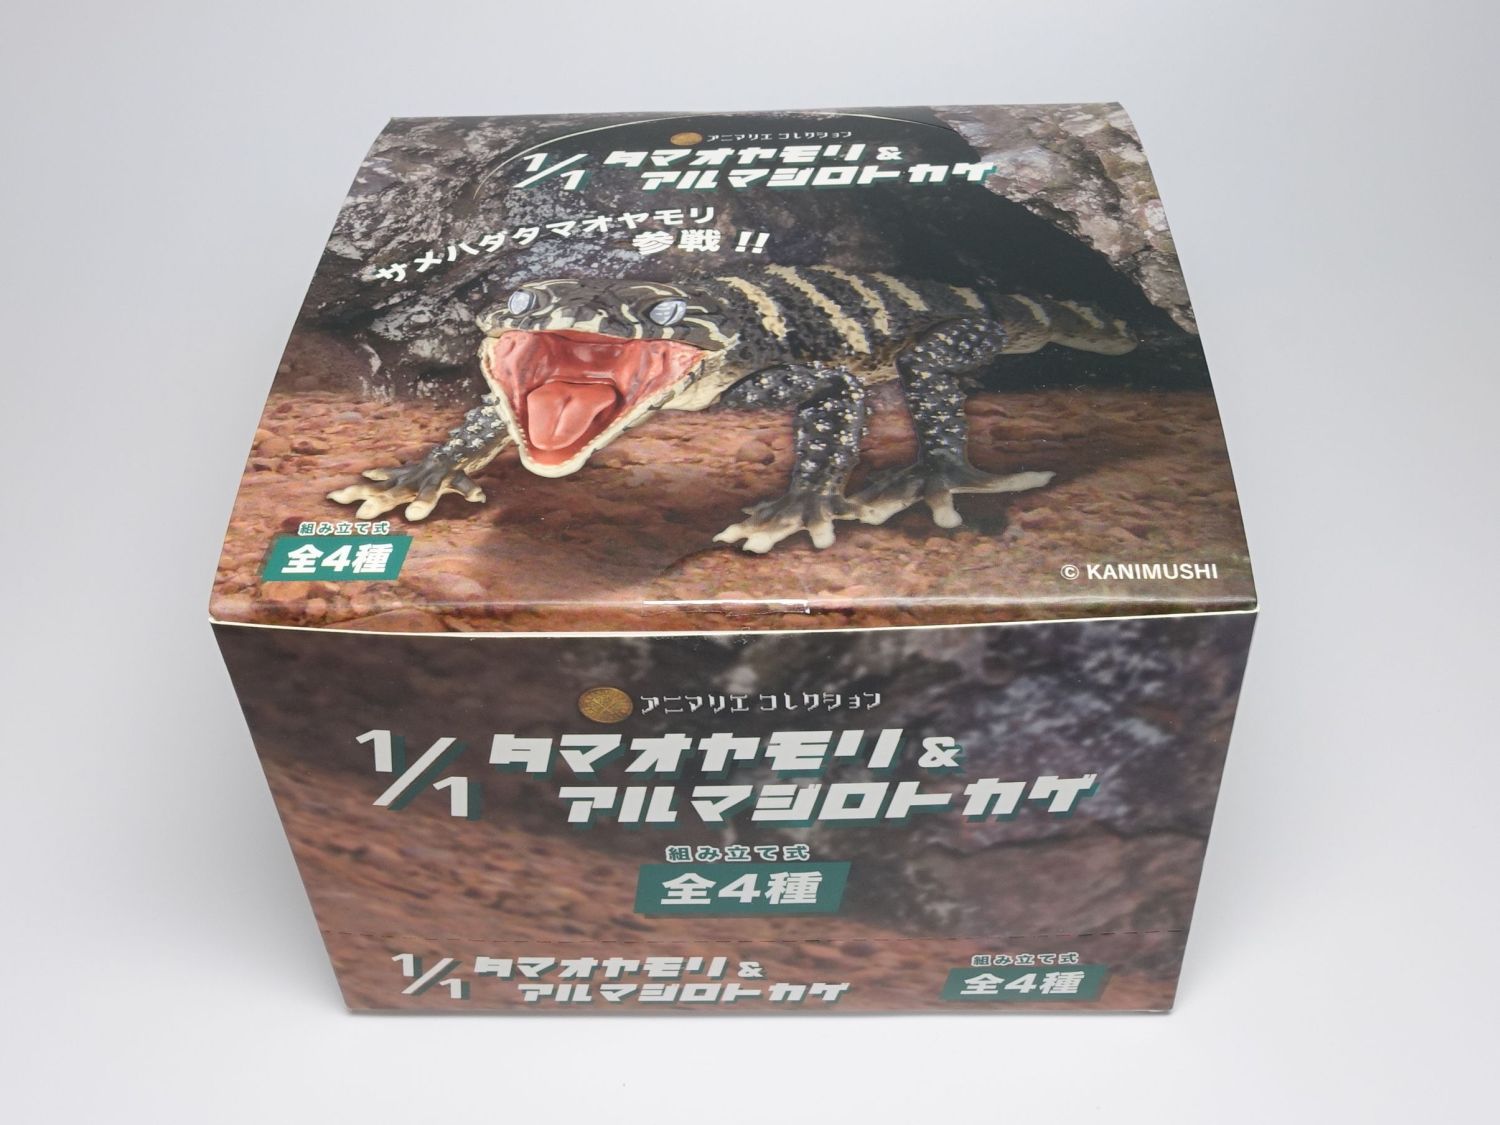 アニマリエ コレクション
1/1 タマオヤモリ &
アルマジロトカゲ
サメハダタマオヤモリ
参戦!!
組み立て式
全4種
© KANIMUSHI
アニマリエ コレクション
1/1 タマオヤモリ &
アルマジロトカゲ
組み立て式
全4種
1/1 タマオヤモリ &
アルマジロトカゲ
組み立て式
全4種